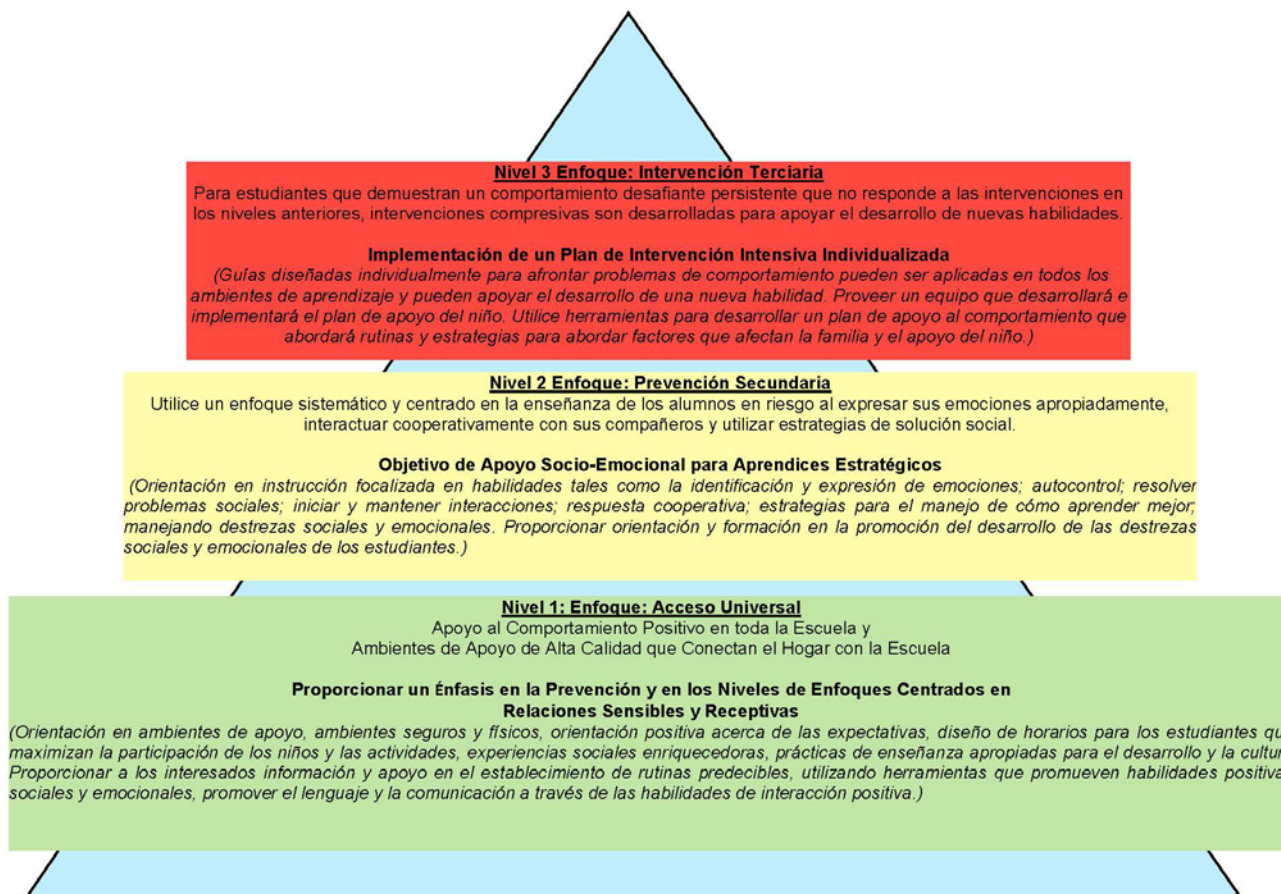 Nivel 3 Enfoque: Intervención Terciaria
Para estudiantes que demuestran un comportamiento desafiante persistente que no responde a las intervenciones en
los niveles anteriores, intervenciones compresivas son desarrolladas para apoyar el desarrollo de nuevas habilidades.
Implementación de un Plan de Intervención Intensiva Individualizada
(Guías diseñadas individualmente para afrontar problemas de comportamiento pueden ser aplicadas en todos los
ambientes de aprendizaje y pueden apoyar el desarrollo de una nueva habilidad. Proveer un equipo que desarrollará e
implementará el plan de apoyo del niño. Utilice herramientas para desarrollar un plan de apoyo al comportamiento que
abordará rutinas y estrategias para abordar factores que afectan la familia y el apoyo del niño.)
Nivel 2 Enfoque: Prevención Secundaria
Utilice un enfoque sistemático y centrado en la enseñanza de los alumnos en riesgo al expresar sus emociones apropiadamente,
interactuar cooperativamente con sus compañeros y utilizar estrategias de solución social.
Objetivo de Apoyo Socio-Emocional para Aprendices Estratégicos
(Orientación en instrucción focalizada en habilidades tales como la identificación y expresión de emociones; autocontrol; resolver
problemas sociales; iniciar y mantener interacciones; respuesta cooperativa; estrategias para el manejo de cómo aprender mejor;
manejando destrezas sociales y emocionales. Proporcionar orientación y formación en la promoción del desarrollo de las destrezas
sociales y emocionales de los estudiantes.)
Nivel 1: Enfoque: Acceso Universal
Apoyo al Comportamiento Positivo en toda la Escuela y
Ambientes de Apoyo de Alta Calidad que Conectan el Hogar con la Escuela
Proporcionar un Énfasis en la Prevención y en los Niveles de Enfoques Centrados en
Relaciones Sensibles y Receptivas
(Orientación en ambientes de apoyo, ambientes seguros y físicos, orientación positiva acerca de las expectativas, diseño de horarios para los estudiantes qu
maximizan la participación de los niños y las actividades, experiencias sociales enriquecedoras, prácticas de enseñanza apropiadas para el desarrollo y la cultur
Proporcionar a los interesados información y apoyo en el establecimiento de rutinas predecibles, utilizando herramientas que promueven habilidades positiva
sociales y emocionales, promover el lenguaje y la comunicación a través de las habilidades de interacción positiva.)